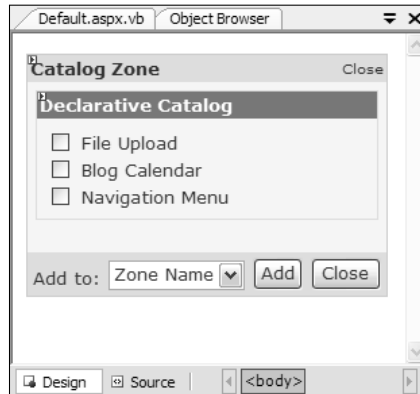 Default.aspx.vb Object Browser
Catalog Zone Close
Declarative Catalog
File Upload
Blog Calendar
Navigation Menu
Add to: Zone Name Add Close
Design Source <body>